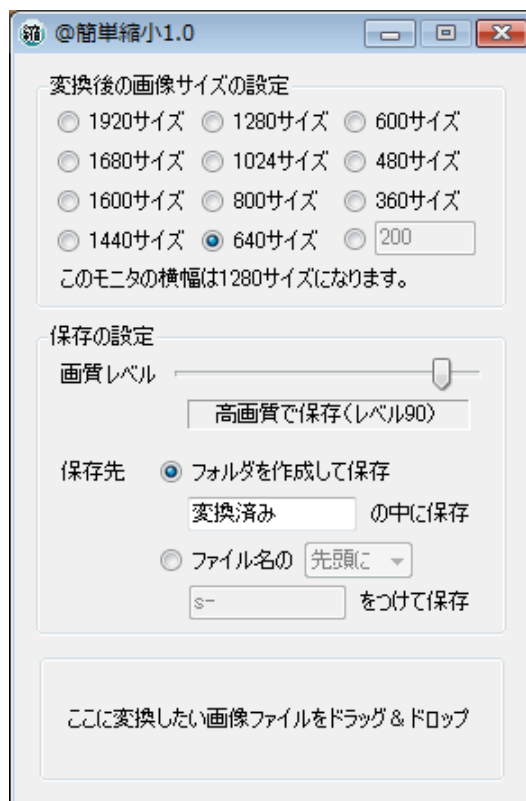 縮 @簡単縮小1.0
変換後の画像サイズの設定
1920サイズ 1280サイズ 600サイズ
1680サイズ 1024サイズ 480サイズ
1600サイズ 800サイズ 360サイズ
1440サイズ 640サイズ 200
このモニタの横幅は1280サイズになります。
保存の設定
画質レベル
高画質で保存(レベル90)
保存先 フォルダを作成して保存
変換済み の中に保存
ファイル名の 先頭に
s- をつけて保存
ここに変換したい画像ファイルをドラッグ&ドロップ